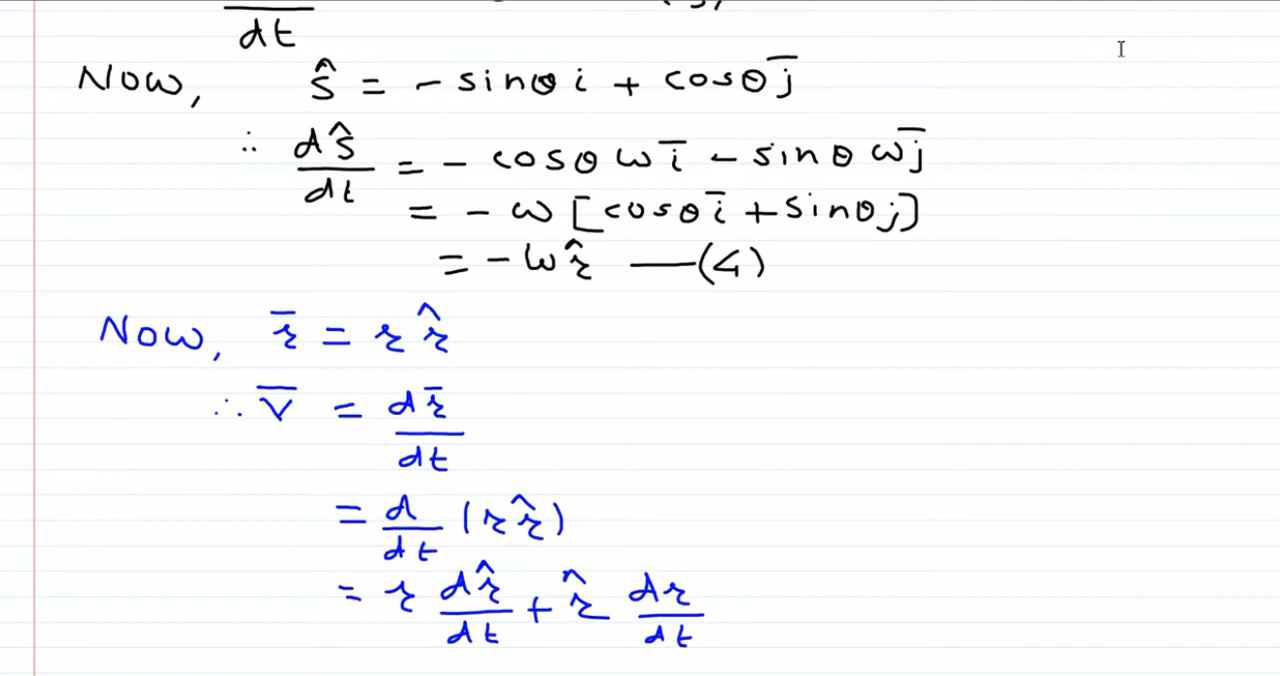 dt
Now, ŝ = - sinθ i + cosθ j̅
∴ dŝ/dt = - cosθ ω i̅ - sinθ ω j̅
= - ω [cosθ i̅ + sinθ j]
= - ω r̂ —(4)
Now, r̅ = r r̂
∴ v̅ = dr̅/dt
= d/dt (r r̂)
= r dr̂/dt + r̂ dr/dt